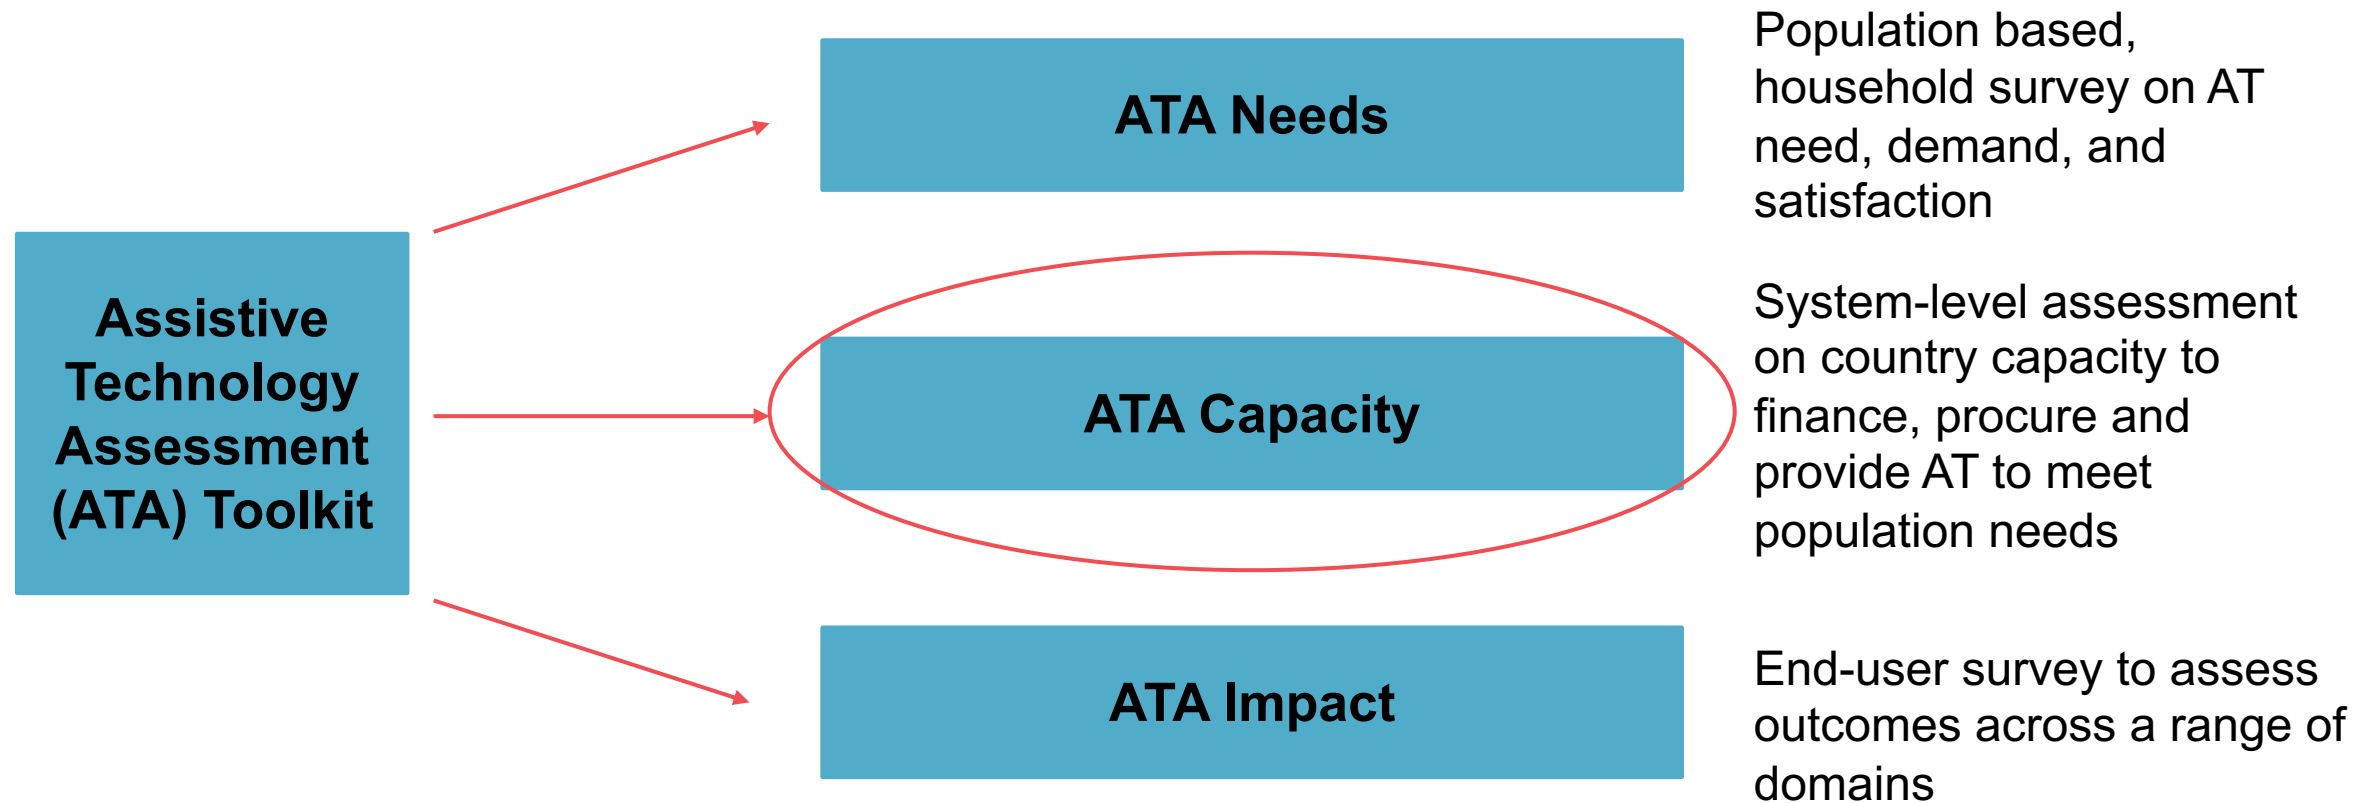 Assistive
Technology
Assessment
(ATA) Toolkit
ATA Needs
Population based,
household survey on AT
need, demand, and
satisfaction
ATA Capacity
System-level assessment
on country capacity to
finance, procure and
provide AT to meet
population needs
ATA Impact
End-user survey to assess
outcomes across a range of
domains